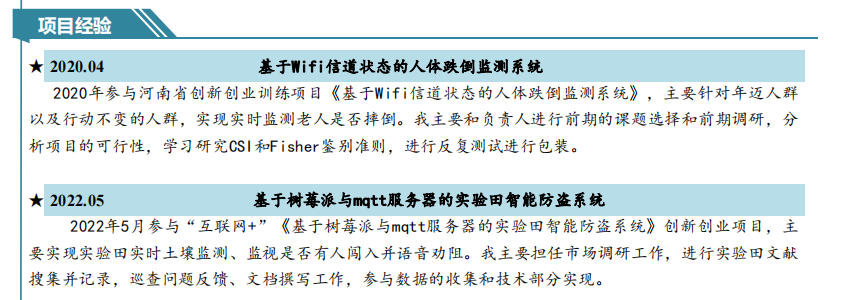 项目经验
★ 2020.04 基于Wifi信道状态的人体跌倒监测系统
2020年参与河南省创新创业训练项目《基于Wifi信道状态的人体跌倒监测系统》，主要针对年迈人群
以及行动不变的人群，实现实时监测老人是否摔倒。我主要和负责人进行前期的课题选择和前期调研，分
析项目的可行性，学习研究CSI和Fisher鉴别准则，进行反复测试进行包装。
★ 2022.05 基于树莓派与mqtt服务器的实验田智能防盗系统
2022年5月参与“互联网+”《基于树莓派与mqtt服务器的实验田智能防盗系统》创新创业项目，主
要实现实验田实时土壤监测、监视是否有人闯入并语音劝阻。我主要担任市场调研工作，进行实验田文献
搜集并记录，巡查问题反馈、文档撰写工作，参与数据的收集和技术部分实现。